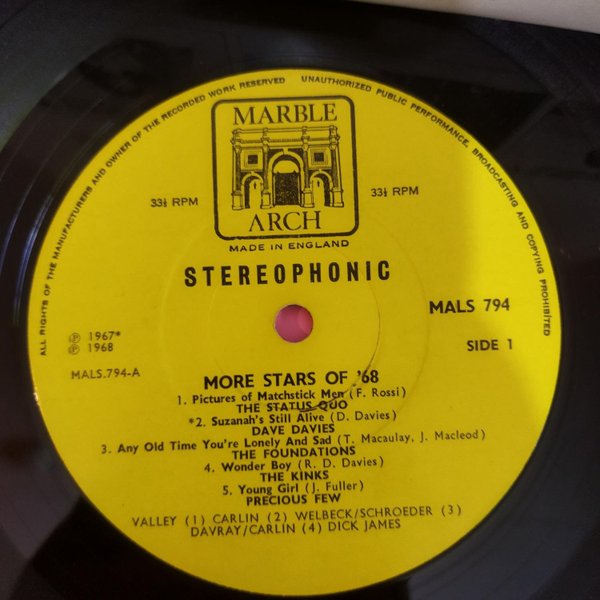 ALL RIGHTS OF THE MANUFACTURERS AND OWNER OF THE RECORDED WORK RESERVED UNAUTHORIZED PUBLIC PERFORMANCE, BROADCASTING AND COPYING PROHIBITED
MARBLE
ARCH
33⅓ RPM 33⅓ RPM
MADE IN ENGLAND
STEREOPHONIC
MALS 794
℗ 1967*
℗ 1968
SIDE 1
MALS.794-A
MORE STARS OF '68
1. Pictures of Matchstick Men (F. Rossi)
THE STATUS QUO
*2. Suzanah's Still Alive (D. Davies)
DAVE DAVIES
3. Any Old Time You're Lonely And Sad (T. Macaulay, J. Macleod)
THE FOUNDATIONS
4. Wonder Boy (R. D. Davies)
THE KINKS
5. Young Girl (J. Fuller)
PRECIOUS FEW
VALLEY (1) CARLIN (2) WELBECK/SCHROEDER (3)
DAVRAY/CARLIN (4) DICK JAMES